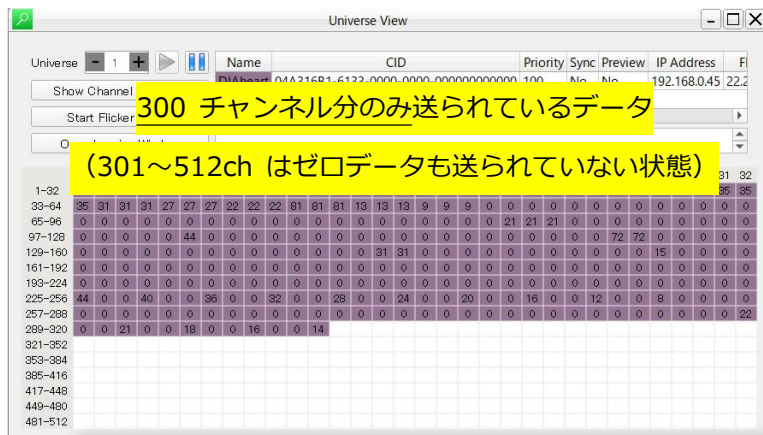 Universe View
Universe 1 Name CID Priority Sync Preview IP Address
192.168.0.45 22.2
Show Channel
300 チャンネル分のみ送られているデータ
Start Flicker
（301～512ch はゼロデータも送られていない状態）
31 32
1-32 35 35
33-64 35 31 31 31 27 27 27 22 22 22 81 81 81 13 13 13 9 9 9 0 0 0 0 0 0 0 0 0 0 0 0 0
65-96 0 0 0 0 0 0 0 0 0 0 0 0 0 0 0 0 0 0 0 0 21 21 21 0 0 0 0 0 0 0 0 0
97-128 0 0 0 0 0 44 0 0 0 0 0 0 0 0 0 0 0 0 0 0 0 0 0 0 0 72 72 0 0 0 0 0
129-160 0 0 0 0 0 0 0 0 0 0 0 0 0 0 31 31 0 0 0 0 0 0 0 0 0 0 0 15 0 0 0 0
161-192 0 0 0 0 0 0 0 0 0 0 0 0 0 0 0 0 0 0 0 0 0 0 0 0 0 0 0 0 0 0 0 0
193-224 0 0 0 0 0 0 0 0 0 0 0 0 0 0 0 0 0 0 0 0 0 0 0 0 0 0 0 0 0 0 0 0
225-256 44 0 0 40 0 0 36 0 0 32 0 0 28 0 0 24 0 0 20 0 0 16 0 0 12 0 0 8 0 0 0 0
257-288 0 0 0 0 0 0 0 0 0 0 0 0 0 0 0 0 0 0 0 0 0 0 0 0 0 0 0 0 0 0 0 22
289-320 0 0 21 0 0 18 0 0 16 0 0 14
321-352
353-384
385-416
417-448
449-480
481-512